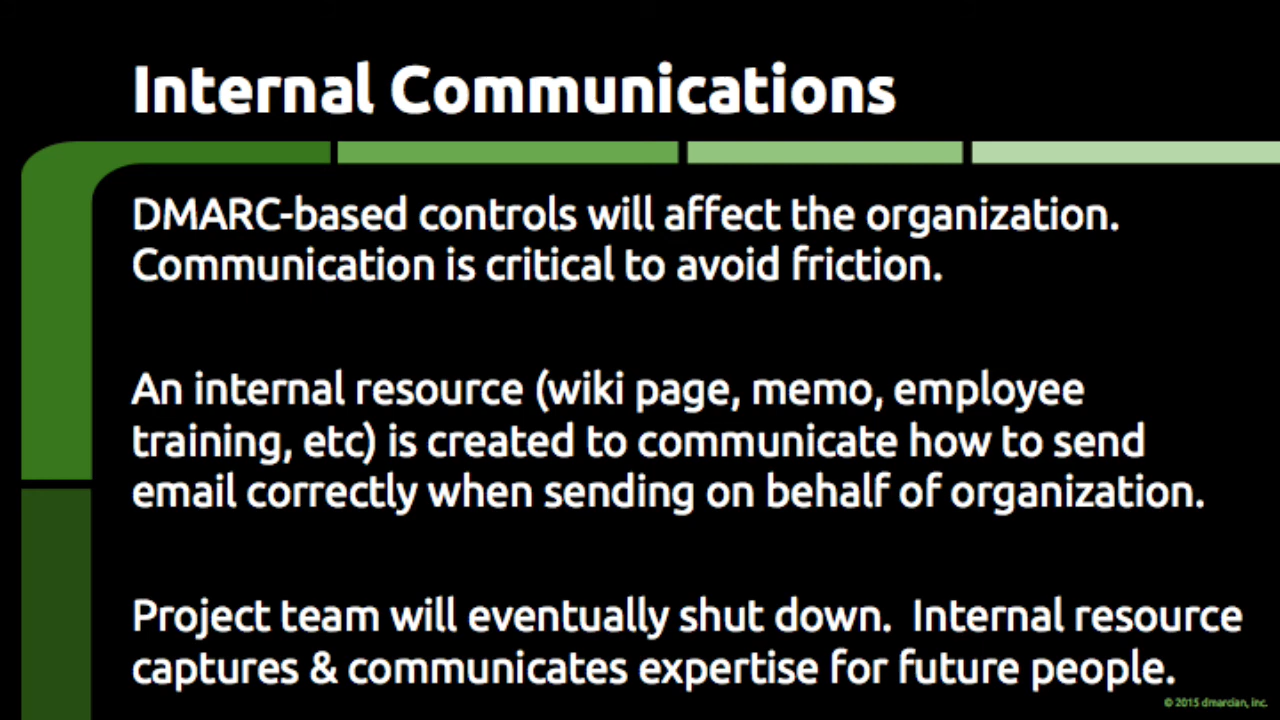 Internal Communications
DMARC-based controls will affect the organization.
Communication is critical to avoid friction.
An internal resource (wiki page, memo, employee
training, etc) is created to communicate how to send
email correctly when sending on behalf of organization.
Project team will eventually shut down.  Internal resource
captures & communicates expertise for future people.
© 2015 dmarcian, inc.